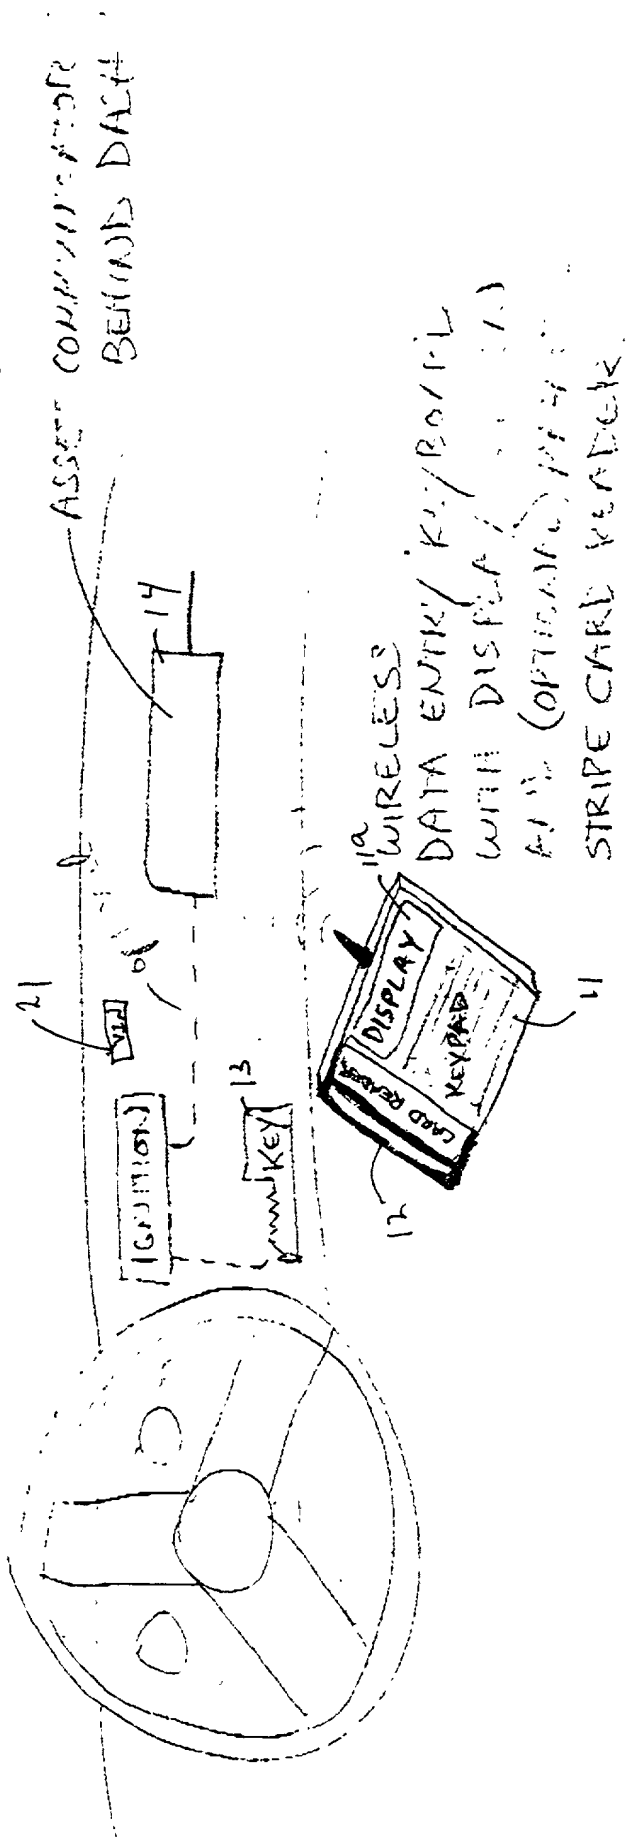 ASSET COMMUNICATOR
BEHIND DASH
21
14
IGNITION
13
KEY
11a
WIRELESS
DATA ENTRY KEYBOARD
WITH DISPLAY
(OPTIONAL)
STRIPE CARD READER
DISPLAY
KEYPAD
CARD READER
12
11